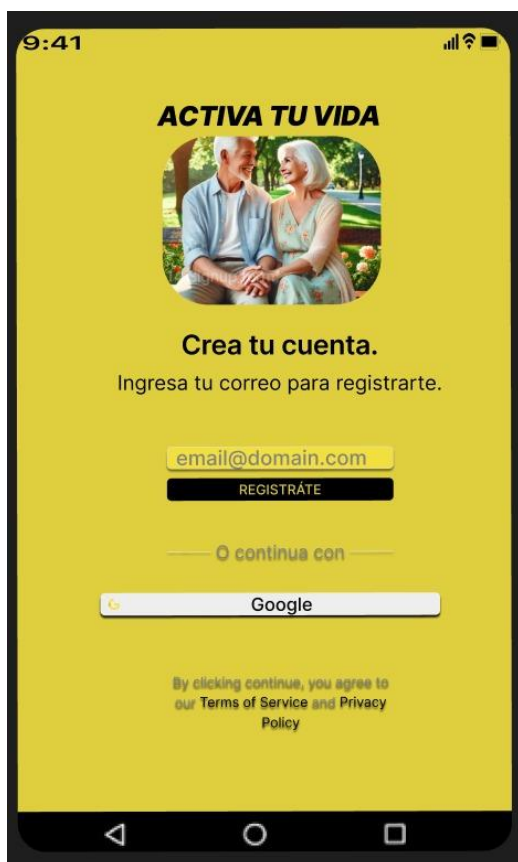 9:41
ACTIVA TU VIDA
Crea tu cuenta.
Ingresa tu correo para registrarte.
email@domain.com
REGISTRÁTE
O continua con
G
Google
By clicking continue, you agree to
our Terms of Service and Privacy
Policy